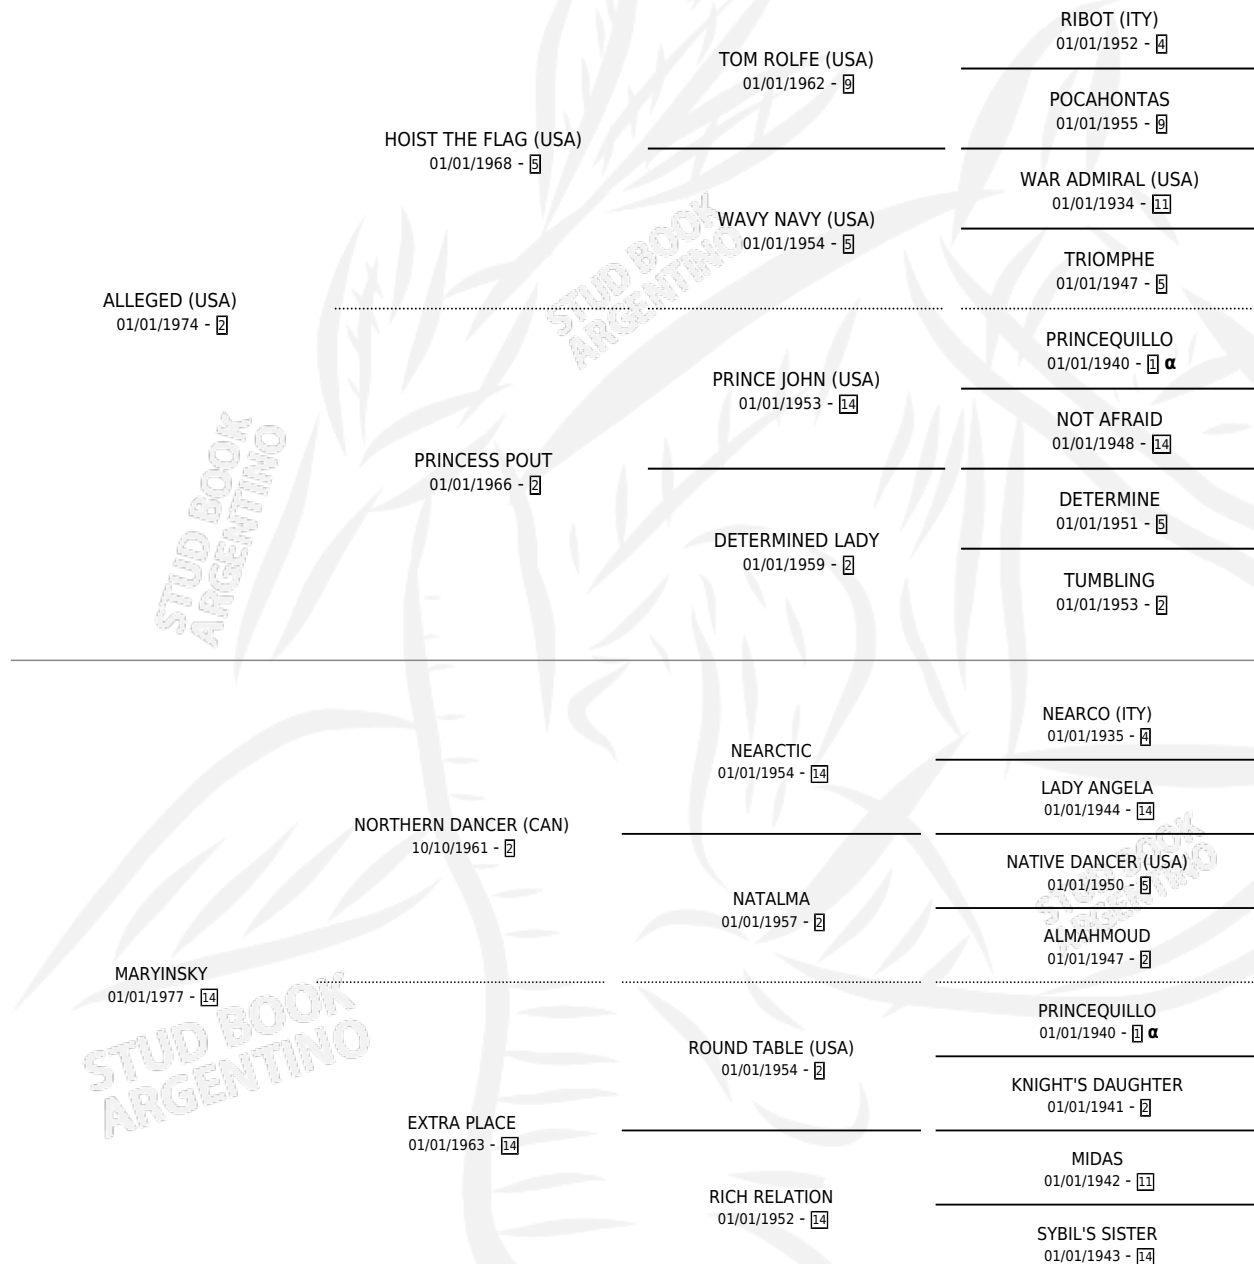 RIBOT (ITY)
01/01/1952 - 4
TOM ROLFE (USA)
01/01/1962 - 9
POCAHONTAS
01/01/1955 - 9
HOIST THE FLAG (USA)
01/01/1968 - 5
WAR ADMIRAL (USA)
01/01/1934 - 11
WAVY NAVY (USA)
01/01/1954 - 5
TRIOMPHE
01/01/1947 - 5
STUD BOOK
ARGENTINO
ALLEGED (USA)
01/01/1974 - 2
PRINCEQUILLO
01/01/1940 - 1 α
PRINCE JOHN (USA)
01/01/1953 - 14
NOT AFRAID
01/01/1948 - 14
PRINCESS POUT
01/01/1966 - 2
DETERMINE
01/01/1951 - 5
DETERMINED LADY
01/01/1959 - 2
TUMBLING
01/01/1953 - 2
STUD BOOK
ARGENTINO
NEARCO (ITY)
01/01/1935 - 4
NEARCTIC
01/01/1954 - 14
LADY ANGELA
01/01/1944 - 14
NORTHERN DANCER (CAN)
10/10/1961 - 2
NATIVE DANCER (USA)
01/01/1950 - 5
STUD BOOK
ARGENTINO
NATALMA
01/01/1957 - 2
ALMAHMOUD
01/01/1947 - 2
MARYINSKY
01/01/1977 - 14
STUD BOOK
ARGENTINO
PRINCEQUILLO
01/01/1940 - 1 α
ROUND TABLE (USA)
01/01/1954 - 2
KNIGHT'S DAUGHTER
01/01/1941 - 2
EXTRA PLACE
01/01/1963 - 14
MIDAS
01/01/1942 - 11
RICH RELATION
01/01/1952 - 14
SYBIL'S SISTER
01/01/1943 - 14